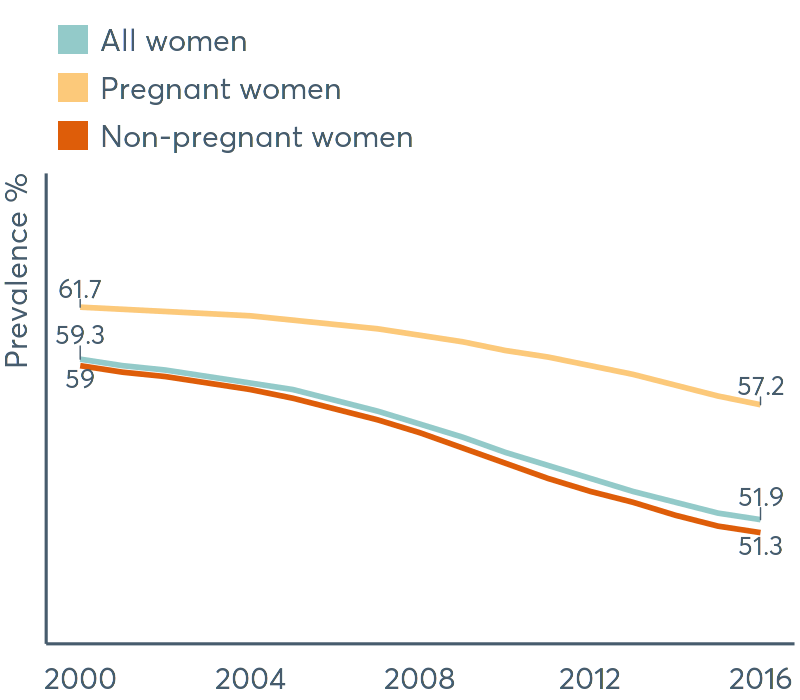 All women
Pregnant women
Non-pregnant women
Prevalence %
61.7
59.3
59
57.2
51.9
51.3
2000 2004 2008 2012 2016